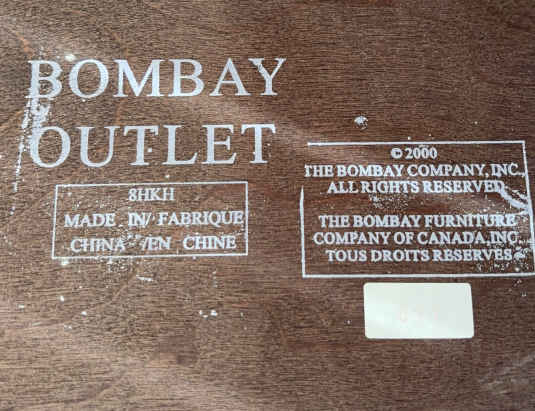 BOMBAY
OUTLET
8HKH
MADE IN/ FABRIQUE
CHINA /EN CHINE
© 2000
THE BOMBAY COMPANY, INC.,
ALL RIGHTS RESERVED
THE BOMBAY FURNITURE
COMPANY OF CANADA, INC.
TOUS DROITS RESERVES